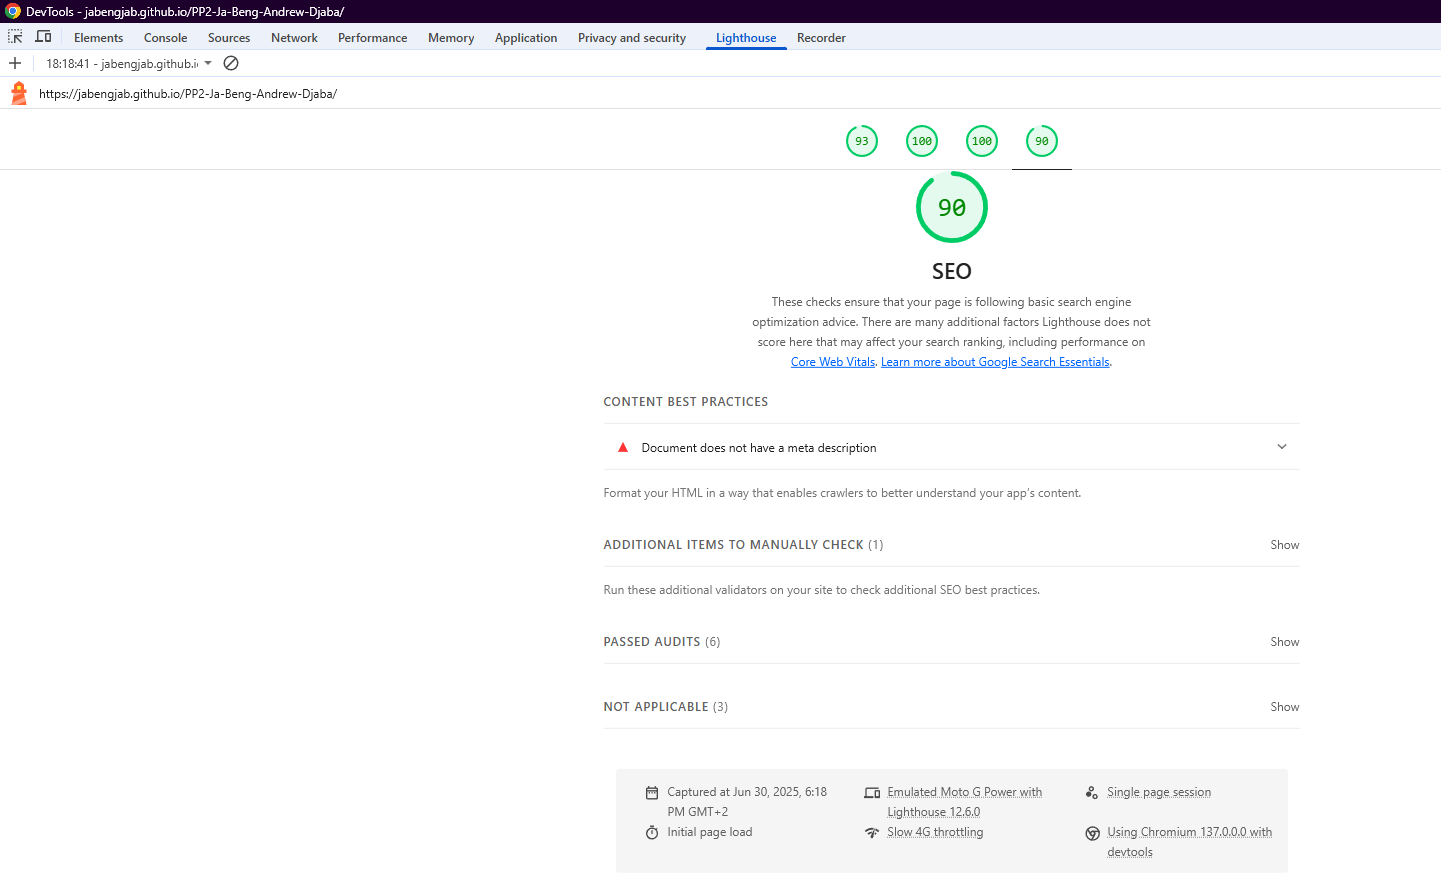 DevTools - jabengjab.github.io/PP2-Ja-Beng-Andrew-Djaba/
Elements Console Sources Network Performance Memory Application Privacy and security Lighthouse Recorder
18:18:41 - jabengjab.github.i
https://jabengjab.github.io/PP2-Ja-Beng-Andrew-Djaba/
93 100 100 90
90
SEO
These checks ensure that your page is following basic search engine
optimization advice. There are many additional factors Lighthouse does not
score here that may affect your search ranking, including performance on
Core Web Vitals. Learn more about Google Search Essentials.
CONTENT BEST PRACTICES
Document does not have a meta description
Format your HTML in a way that enables crawlers to better understand your app's content.
ADDITIONAL ITEMS TO MANUALLY CHECK (1) Show
Run these additional validators on your site to check additional SEO best practices.
PASSED AUDITS (6) Show
NOT APPLICABLE (3) Show
Captured at Jun 30, 2025, 6:18
PM GMT+2
Emulated Moto G Power with
Lighthouse 12.6.0
Single page session
Initial page load
Slow 4G throttling
Using Chromium 137.0.0.0 with
devtools